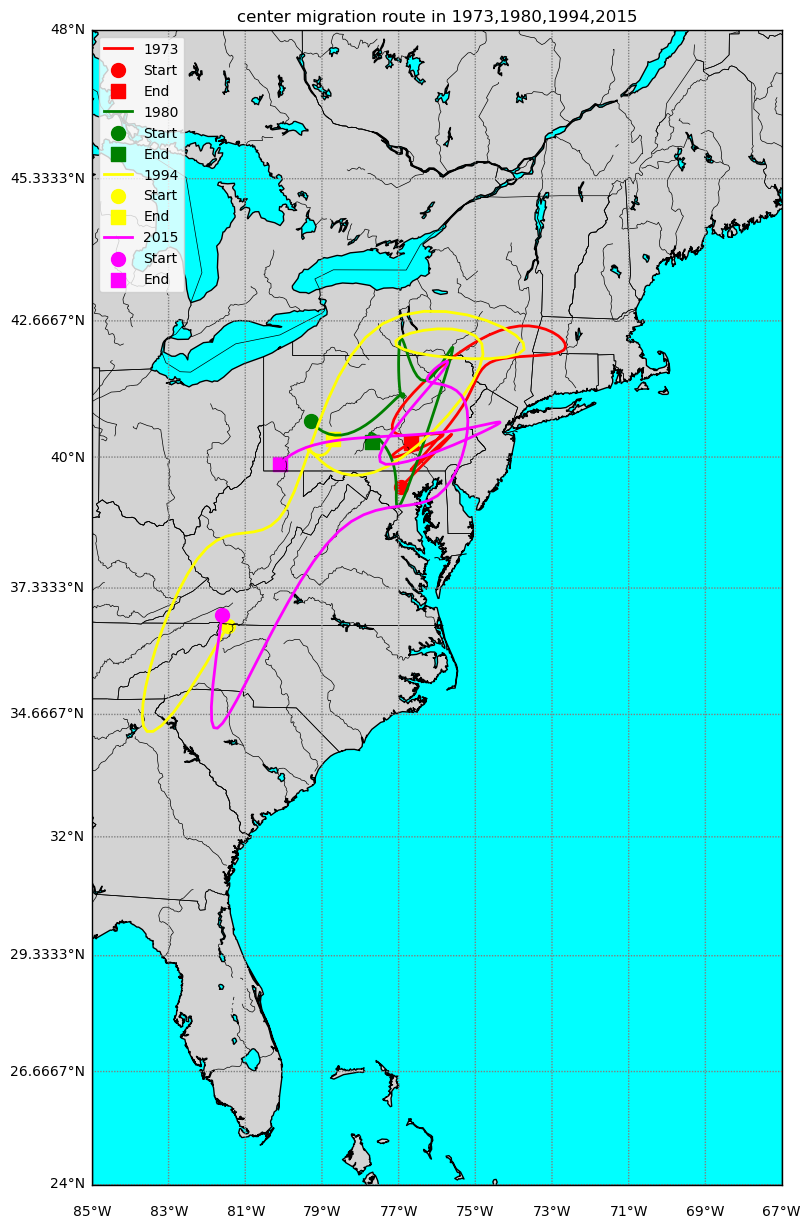 center migration route in 1973,1980,1994,2015
48°N
1973
Start
End
1980
Start
End
1994
Start
End
2015
Start
End
45.3333°N
42.6667°N
40°N
37.3333°N
34.6667°N
32°N
29.3333°N
26.6667°N
24°N
85°W 83°W 81°W 79°W 77°W 75°W 73°W 71°W 69°W 67°W